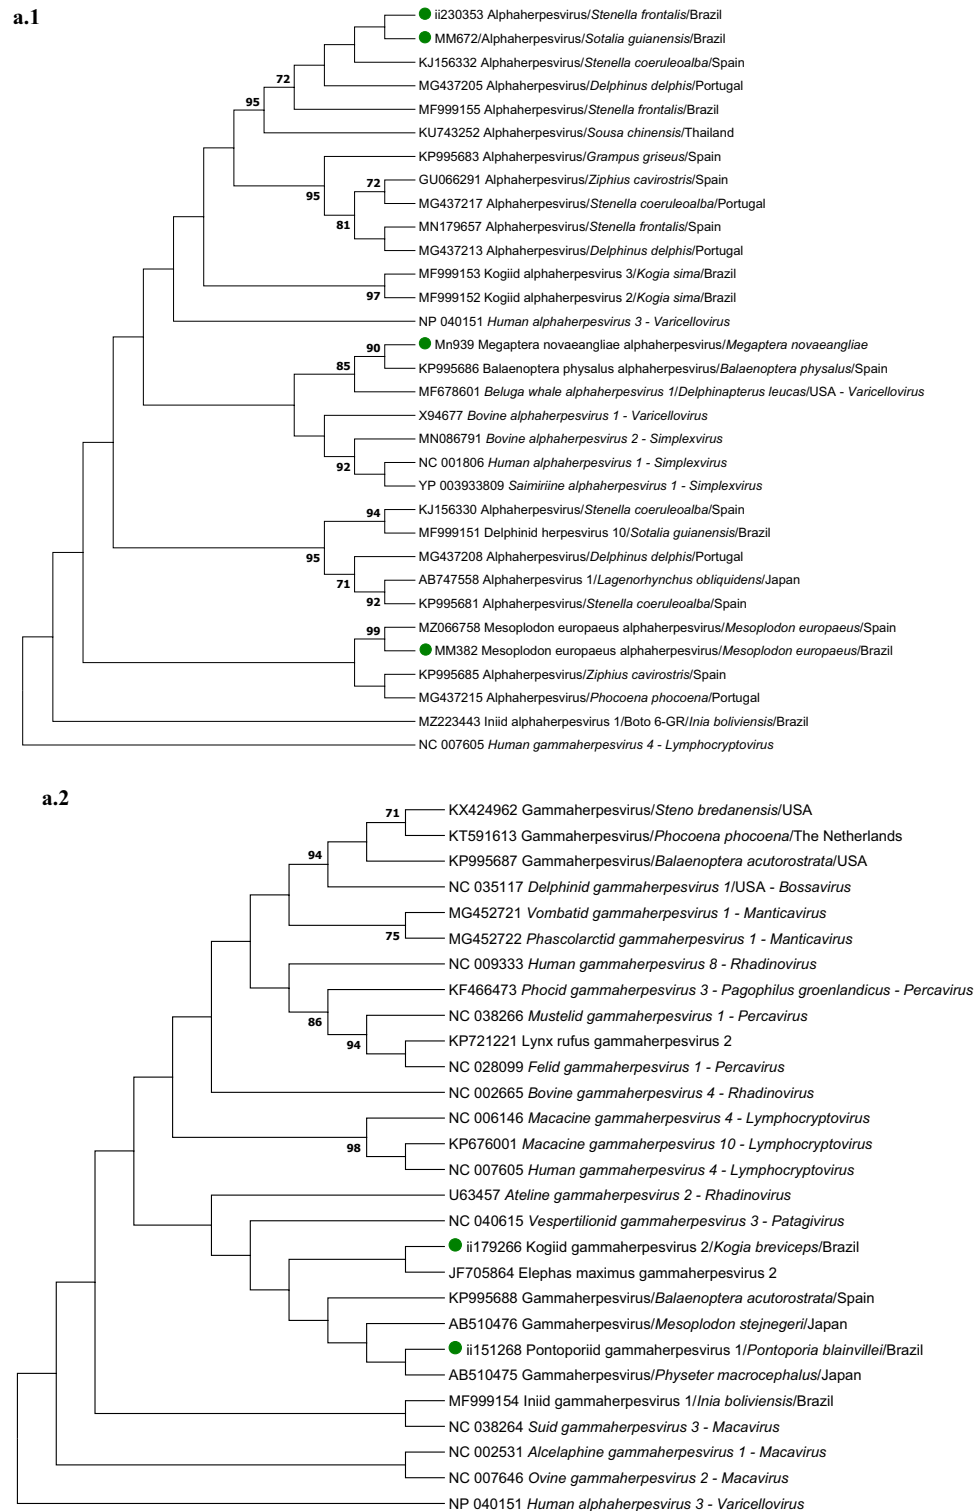 a.1
ii230353 Alphaherpesvirus/Stenella frontalis/Brazil
MM672/Alphaherpesvirus/Sotalia guianensis/Brazil
KJ156332 Alphaherpesvirus/Stenella coeruleoalba/Spain
72
MG437205 Alphaherpesvirus/Delphinus delphis/Portugal
95
MF999155 Alphaherpesvirus/Stenella frontalis/Brazil
KU743252 Alphaherpesvirus/Sousa chinensis/Thailand
KP995683 Alphaherpesvirus/Grampus griseus/Spain
72
GU066291 Alphaherpesvirus/Ziphius cavirostris/Spain
95
MG437217 Alphaherpesvirus/Stenella coeruleoalba/Portugal
81
MN179657 Alphaherpesvirus/Stenella frontalis/Spain
MG437213 Alphaherpesvirus/Delphinus delphis/Portugal
MF999153 Kogiid alphaherpesvirus 3/Kogia sima/Brazil
97
MF999152 Kogiid alphaherpesvirus 2/Kogia sima/Brazil
NP 040151 Human alphaherpesvirus 3 - Varicellovirus
90
Mn939 Megaptera novaeangliae alphaherpesvirus/Megaptera novaeangliae
85
KP995686 Balaenoptera physalus alphaherpesvirus/Balaenoptera physalus/Spain
MF678601 Beluga whale alphaherpesvirus 1/Delphinapterus leucas/USA - Varicellovirus
X94677 Bovine alphaherpesvirus 1 - Varicellovirus
MN086791 Bovine alphaherpesvirus 2 - Simplexvirus
92
NC 001806 Human alphaherpesvirus 1 - Simplexvirus
YP 003933809 Saimiriine alphaherpesvirus 1 - Simplexvirus
94
KJ156330 Alphaherpesvirus/Stenella coeruleoalba/Spain
MF999151 Delphinid herpesvirus 10/Sotalia guianensis/Brazil
95
MG437208 Alphaherpesvirus/Delphinus delphis/Portugal
71
AB747558 Alphaherpesvirus 1/Lagenorhynchus obliquidens/Japan
92
KP995681 Alphaherpesvirus/Stenella coeruleoalba/Spain
99
MZ066758 Mesoplodon europaeus alphaherpesvirus/Mesoplodon europaeus/Spain
MM382 Mesoplodon europaeus alphaherpesvirus/Mesoplodon europaeus/Brazil
KP995685 Alphaherpesvirus/Ziphius cavirostris/Spain
MG437215 Alphaherpesvirus/Phocoena phocoena/Portugal
MZ223443 Iniid alphaherpesvirus 1/Boto 6-GR/Inia boliviensis/Brazil
NC 007605 Human gammaherpesvirus 4 - Lymphocryptovirus
a.2
71
KX424962 Gammaherpesvirus/Steno bredanensis/USA
KT591613 Gammaherpesvirus/Phocoena phocoena/The Netherlands
94
KP995687 Gammaherpesvirus/Balaenoptera acutorostrata/USA
NC 035117 Delphinid gammaherpesvirus 1/USA - Bossavirus
MG452721 Vombatid gammaherpesvirus 1 - Manticavirus
75
MG452722 Phascolarctid gammaherpesvirus 1 - Manticavirus
NC 009333 Human gammaherpesvirus 8 - Rhadinovirus
KF466473 Phocid gammaherpesvirus 3 - Pagophilus groenlandicus - Percavirus
86
NC 038266 Mustelid gammaherpesvirus 1 - Percavirus
94
KP721221 Lynx rufus gammaherpesvirus 2
NC 028099 Felid gammaherpesvirus 1 - Percavirus
NC 002665 Bovine gammaherpesvirus 4 - Rhadinovirus
NC 006146 Macacine gammaherpesvirus 4 - Lymphocryptovirus
98
KP676001 Macacine gammaherpesvirus 10 - Lymphocryptovirus
NC 007605 Human gammaherpesvirus 4 - Lymphocryptovirus
U63457 Ateline gammaherpesvirus 2 - Rhadinovirus
NC 040615 Vespertilionid gammaherpesvirus 3 - Patagivirus
ii179266 Kogiid gammaherpesvirus 2/Kogia breviceps/Brazil
JF705864 Elephas maximus gammaherpesvirus 2
KP995688 Gammaherpesvirus/Balaenoptera acutorostrata/Spain
AB510476 Gammaherpesvirus/Mesoplodon stejnegeri/Japan
ii151268 Pontoporiid gammaherpesvirus 1/Pontoporia blainvillei/Brazil
AB510475 Gammaherpesvirus/Physeter macrocephalus/Japan
MF999154 Iniid gammaherpesvirus 1/Inia boliviensis/Brazil
NC 038264 Suid gammaherpesvirus 3 - Macavirus
NC 002531 Alcelaphine gammaherpesvirus 1 - Macavirus
NC 007646 Ovine gammaherpesvirus 2 - Macavirus
NP 040151 Human alphaherpesvirus 3 - Varicellovirus